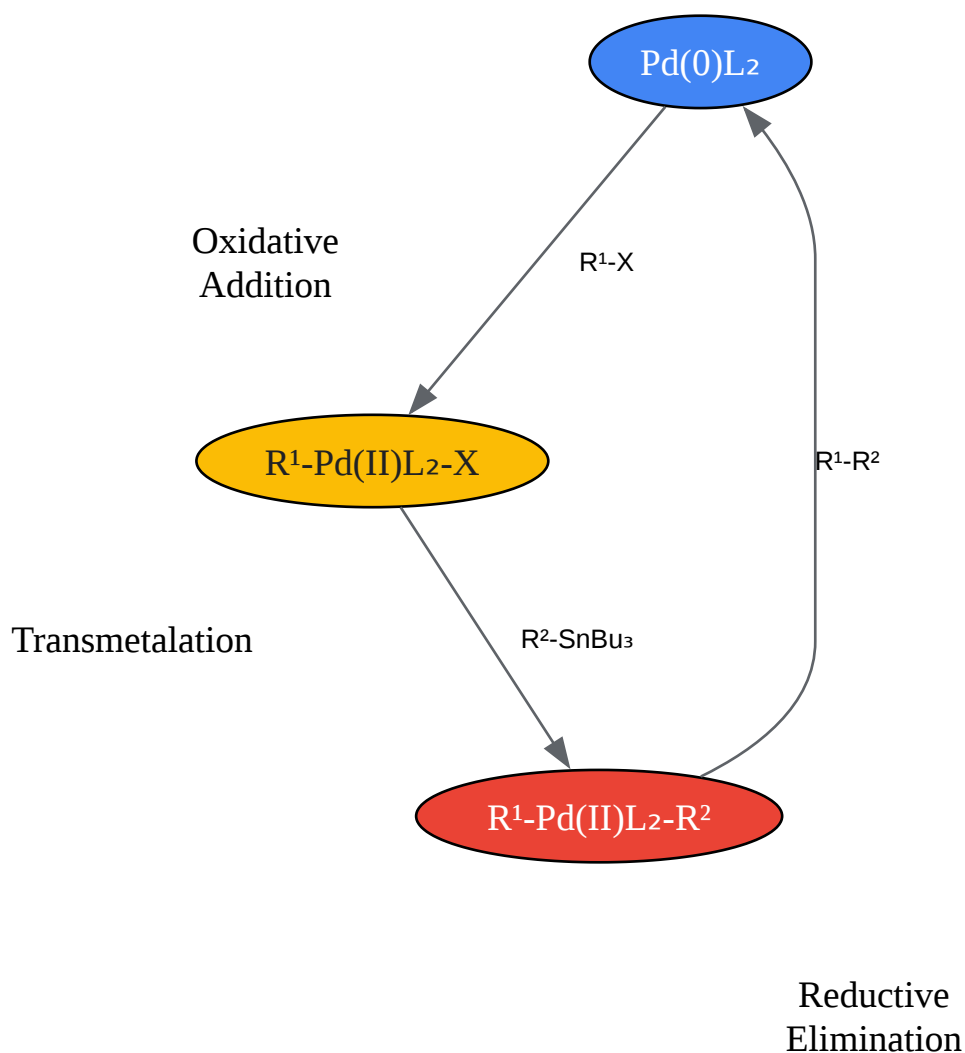 Pd(0)L₂
Oxidative
Addition
R¹-X
R¹-Pd(II)L₂-X
R¹-R²
Transmetalation
R²-SnBu₃
R¹-Pd(II)L₂-R²
Reductive
Elimination